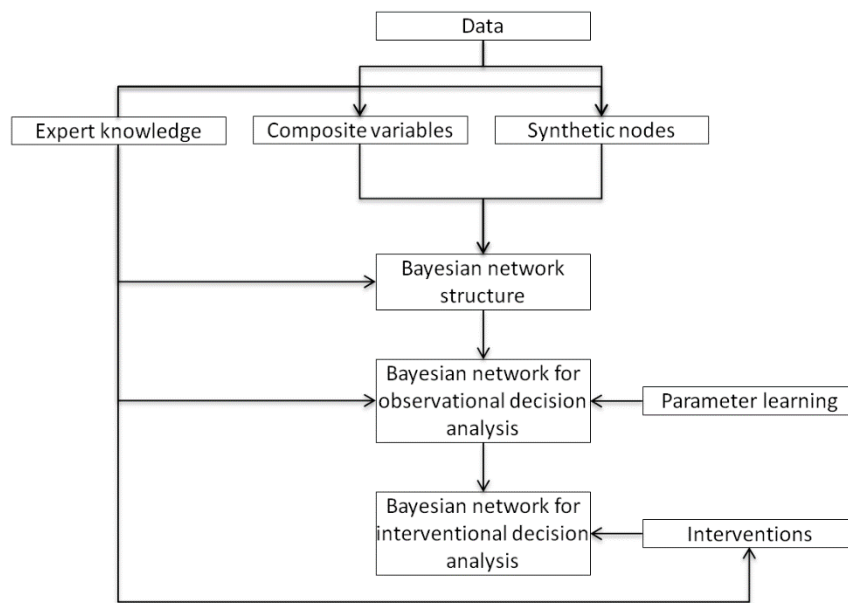 Data
Expert knowledge
Composite variables
Synthetic nodes
Bayesian network
structure
Bayesian network for
observational decision
analysis
Parameter learning
Bayesian network for
interventional decision
analysis
Interventions